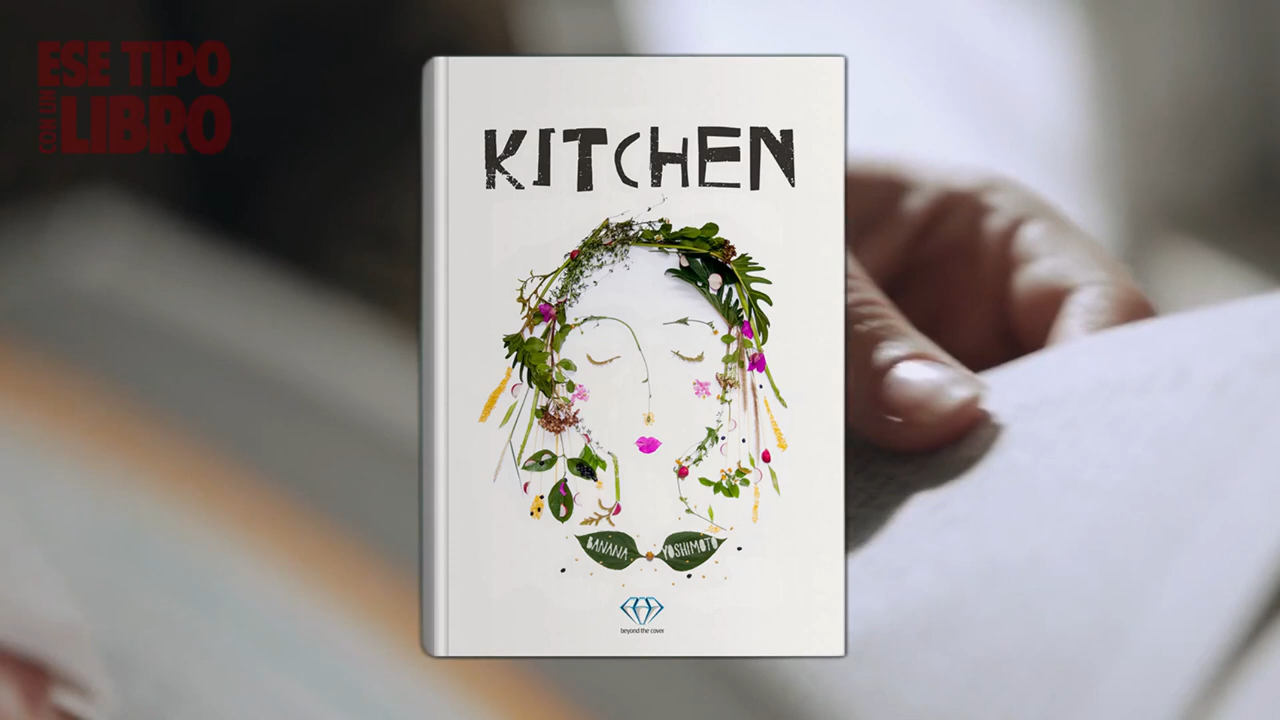 ESE TIPO
CON UN
LIBRO
KITCHEN
BANANA YOSHIMOTO
beyond the cover